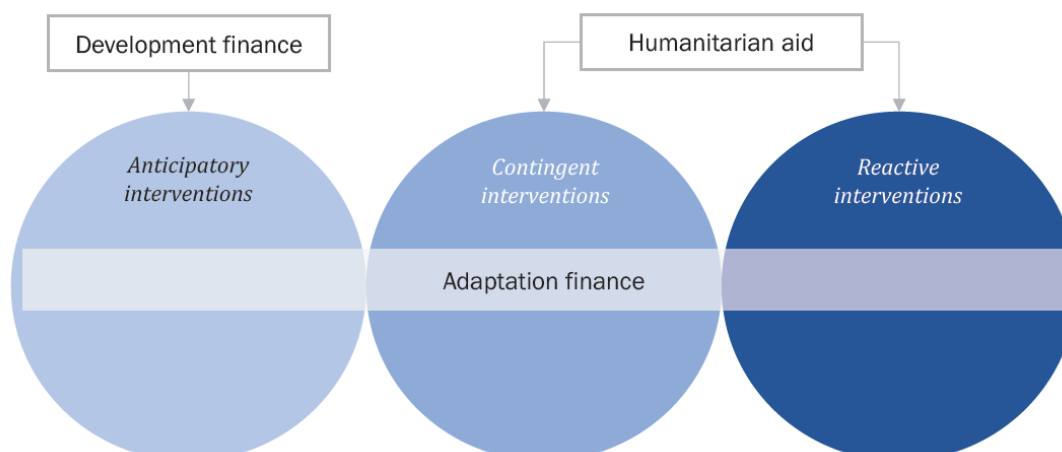 Development finance
Humanitarian aid
Anticipatory
interventions
Contingent
interventions
Reactive
interventions
Adaptation finance